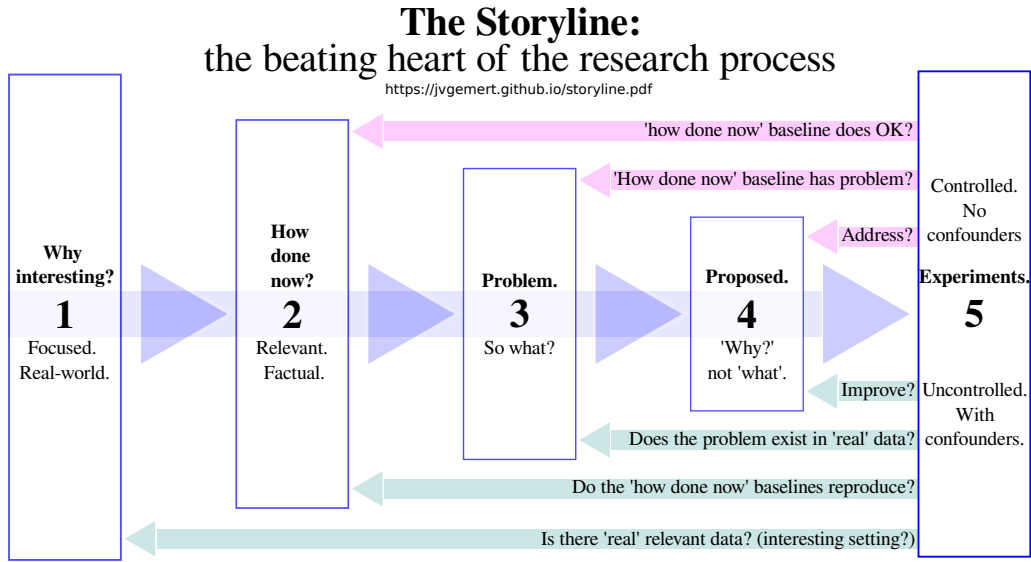 The Storyline:
the beating heart of the research process
https://jvgemert.github.io/storyline.pdf
Why
interesting?
1
Focused.
Real-world.
How
done
now?
2
Relevant.
Factual.
Problem.
3
So what?
Proposed.
4
'Why?'
not 'what'.
Controlled.
No
confounders
Experiments.
5
Uncontrolled.
With
confounders.
'how done now' baseline does OK?
'How done now' baseline has problem?
Address?
Improve?
Does the problem exist in 'real' data?
Do the 'how done now' baselines reproduce?
Is there 'real' relevant data? (interesting setting?)